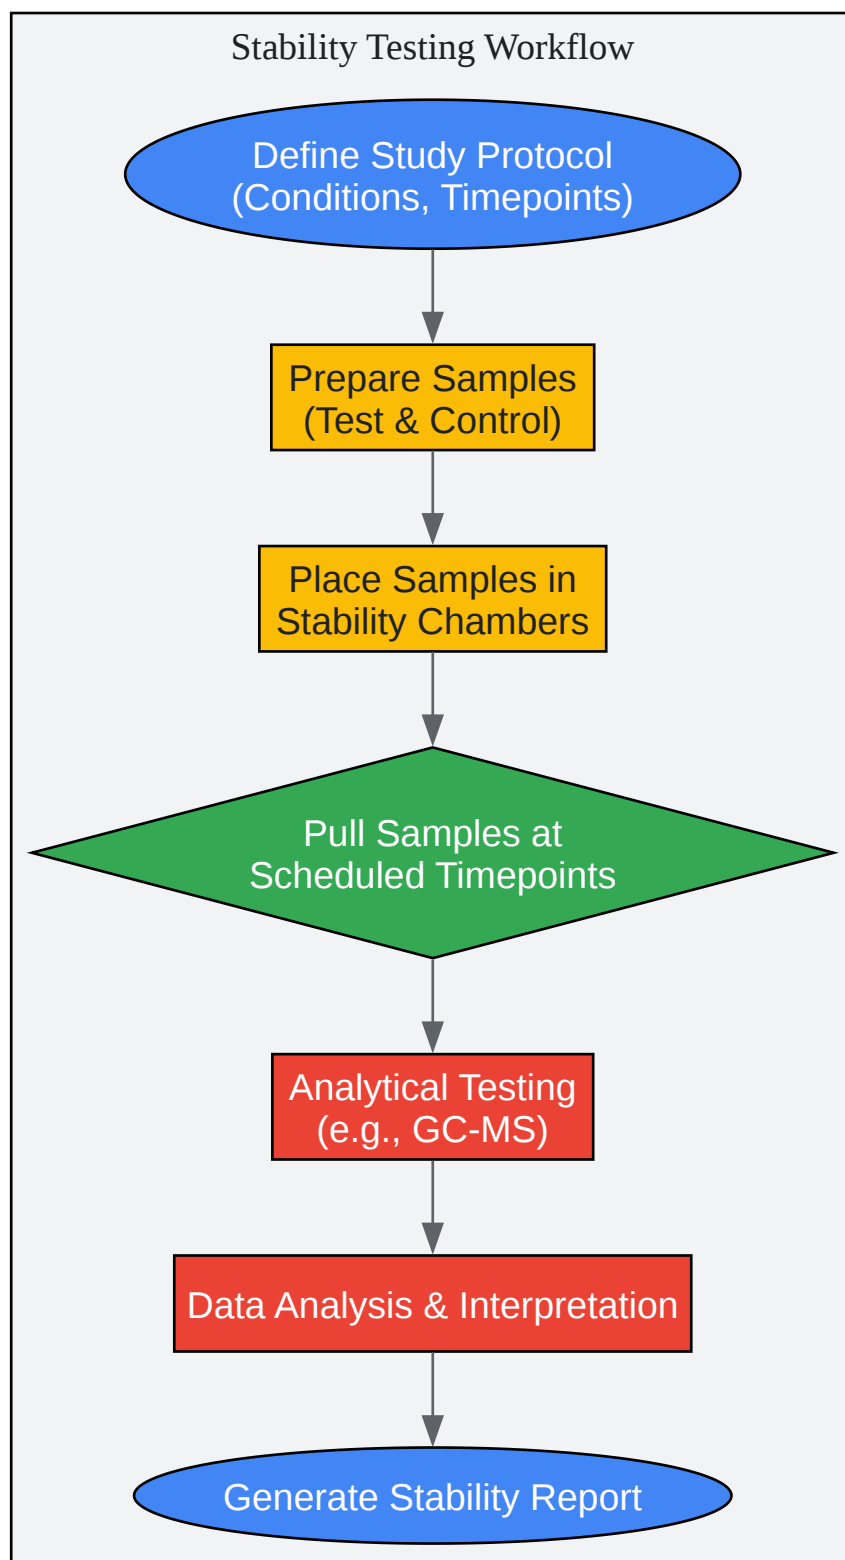 Stability Testing Workflow
Define Study Protocol
(Conditions, Timepoints)
Prepare Samples
(Test & Control)
Place Samples in
Stability Chambers
Pull Samples at
Scheduled Timepoints
Analytical Testing
(e.g., GC-MS)
Data Analysis & Interpretation
Generate Stability Report